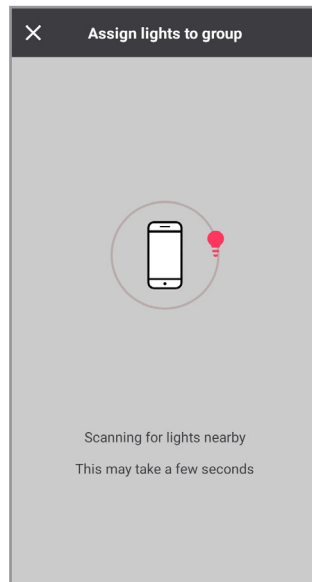 Assign lights to group
Scanning for lights nearby
This may take a few seconds